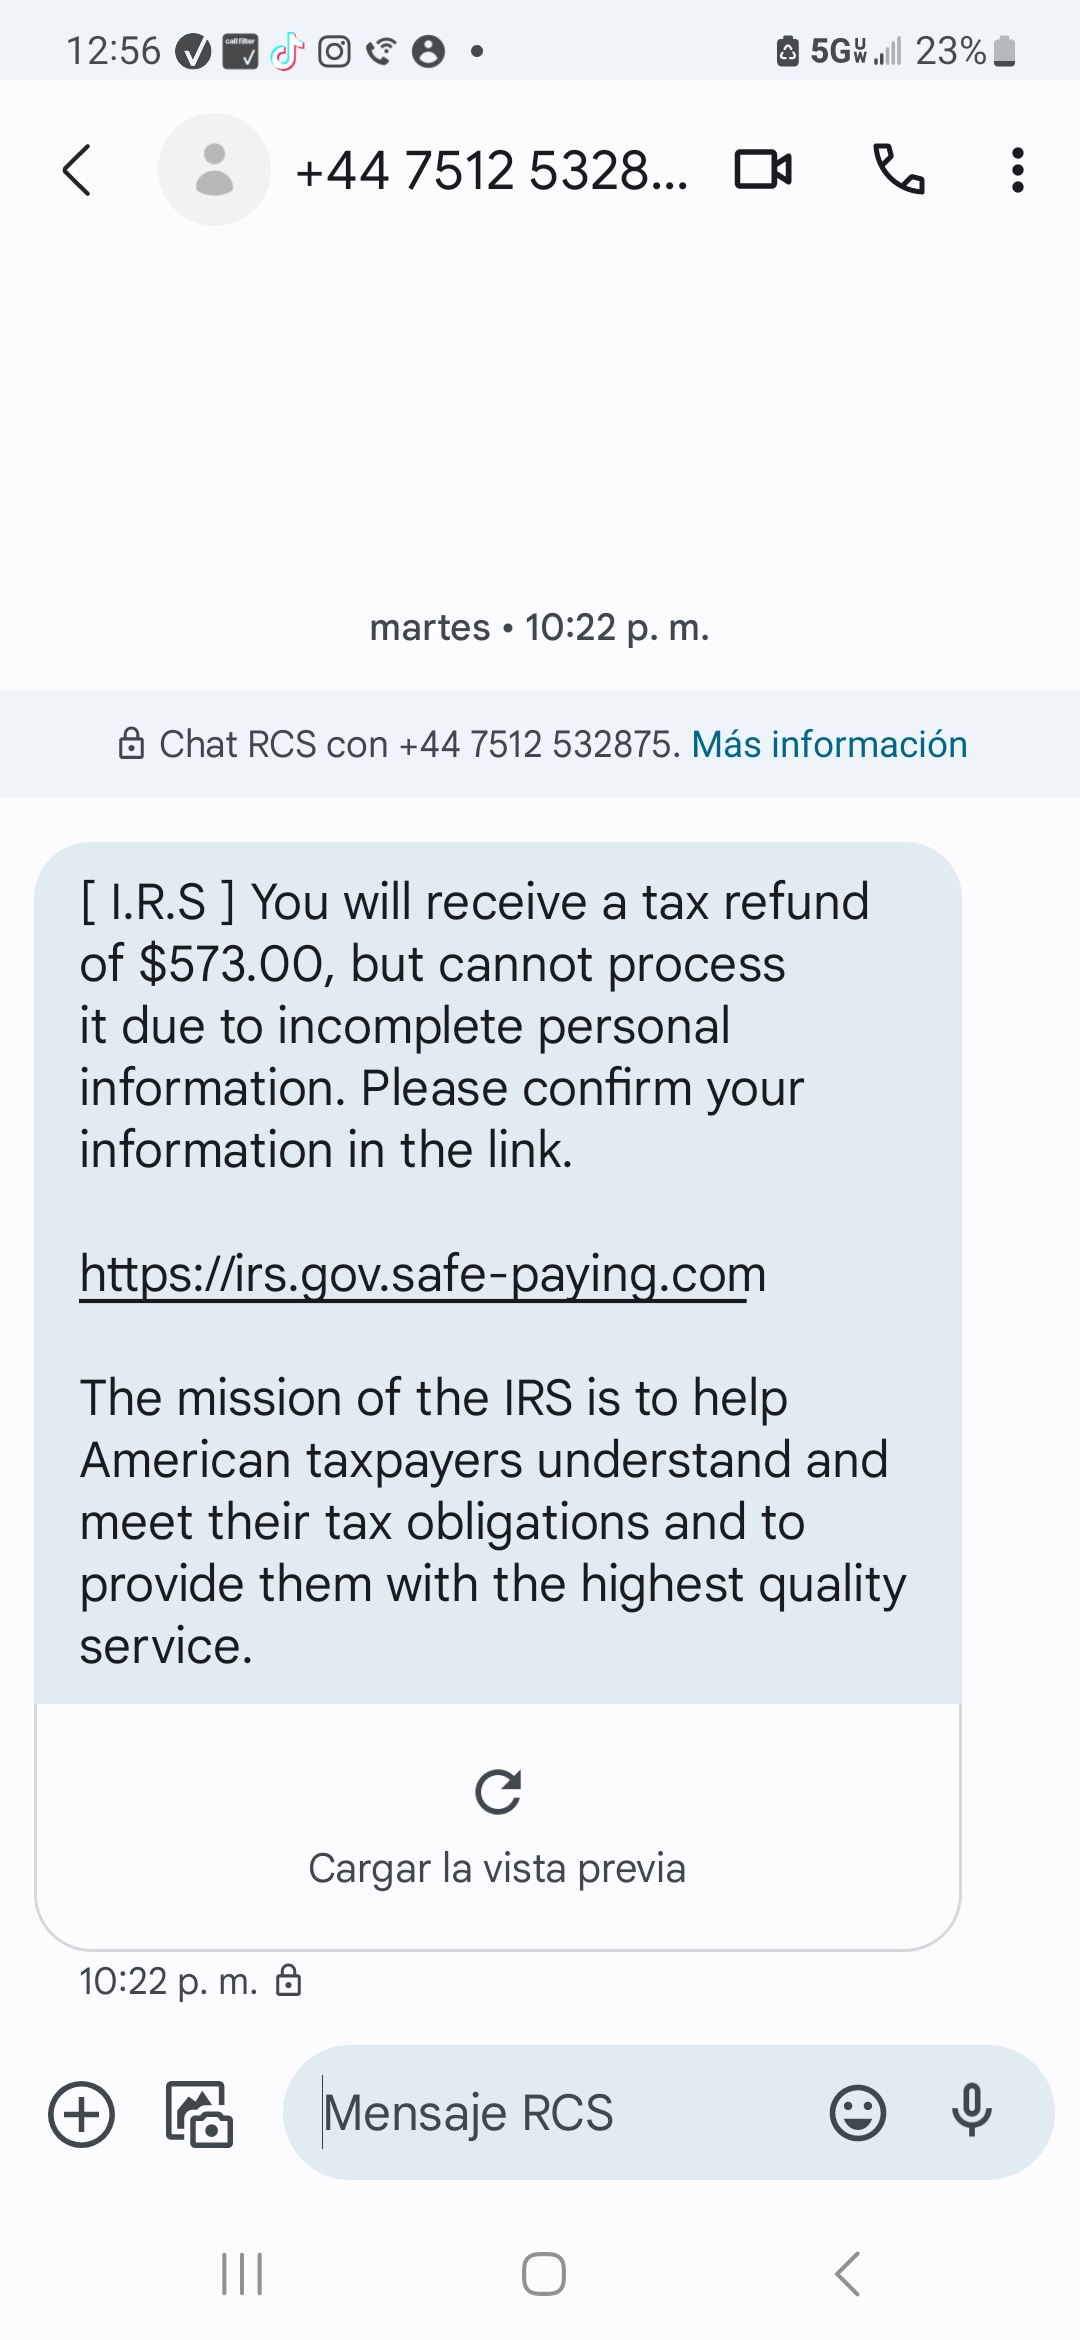 12:56 call filter 5G UW 23%
+44 7512 5328...
martes • 10:22 p. m.
Chat RCS con +44 7512 532875. Más información
[ I.R.S ] You will receive a tax refund
of $573.00, but cannot process
it due to incomplete personal
information. Please confirm your
information in the link.
https://irs.gov.safe-paying.com
The mission of the IRS is to help
American taxpayers understand and
meet their tax obligations and to
provide them with the highest quality
service.
Cargar la vista previa
10:22 p. m.
Mensaje RCS